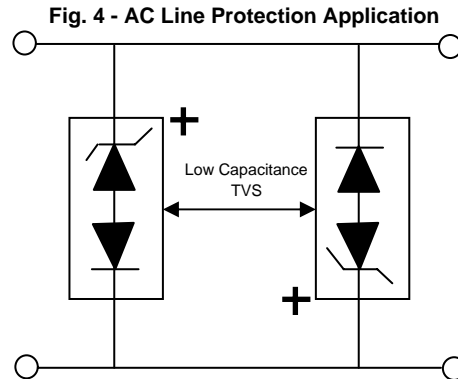 Fig. 4 - AC Line Protection Application
+
Low Capacitance
TVS
+